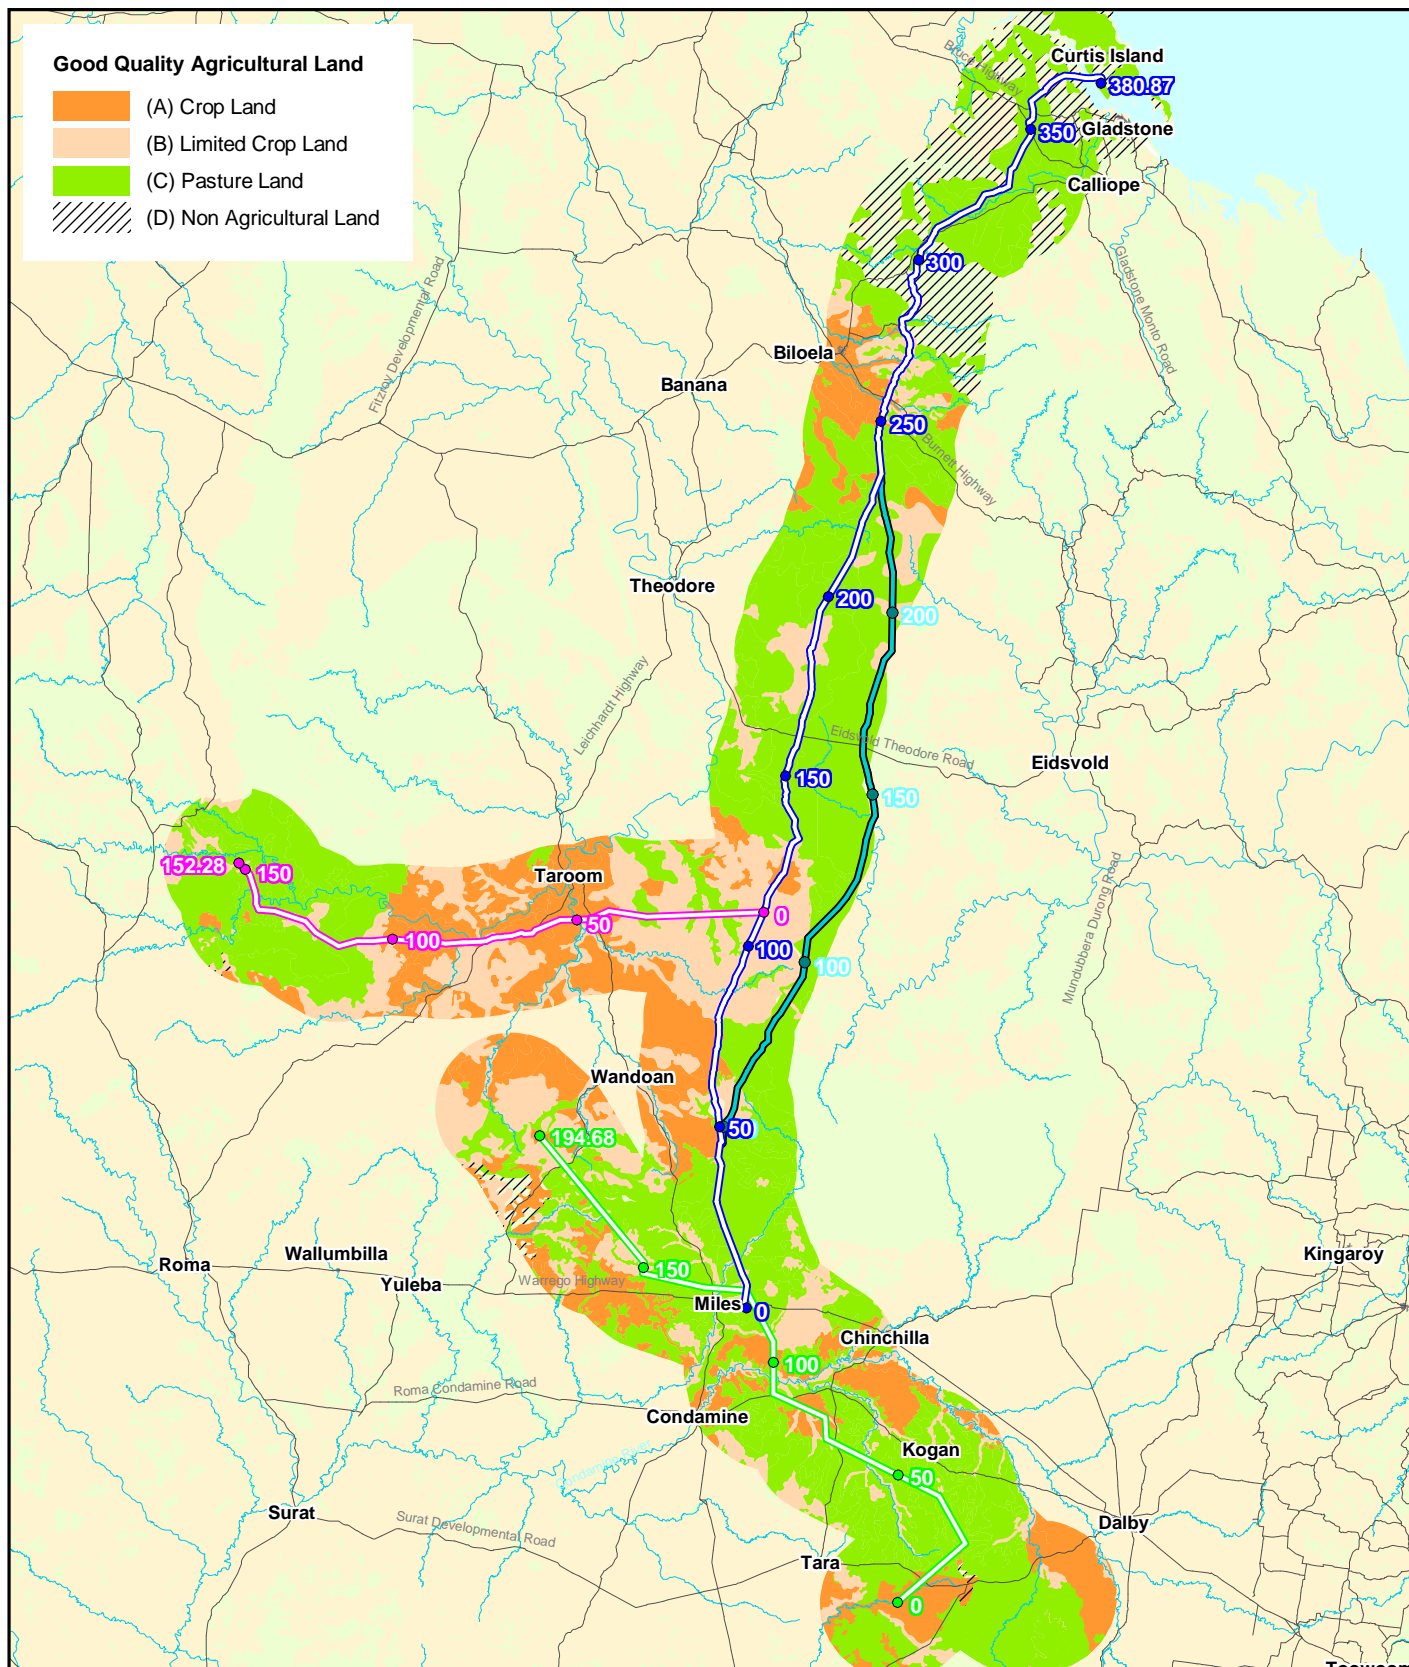 Good Quality Agricultural Land
(A) Crop Land
(B) Limited Crop Land
(C) Pasture Land
(D) Non Agricultural Land
Bruce Highway
Curtis Island
380.87
350
Gladstone
Calliope
Gladstone Monto Road
300
Fitzroy Developmental Road
Biloela
Banana
250
Burnett Highway
Theodore
200
200
Leichhardt Highway
Eidsvold Theodore Road
Eidsvold
150
150
152.28
150
Taroom
50
0
100
100
100
Mundubbera Durong Road
Wandoan
50
194.68
Roma
Wallumbilla
Yuleba
Warrego Highway
150
Miles
0
Kingaroy
Chinchilla
100
Roma Condamine Road
Condamine
Condamine River
Kogan
50
Surat
Surat Developmental Road
Dalby
Tara
0